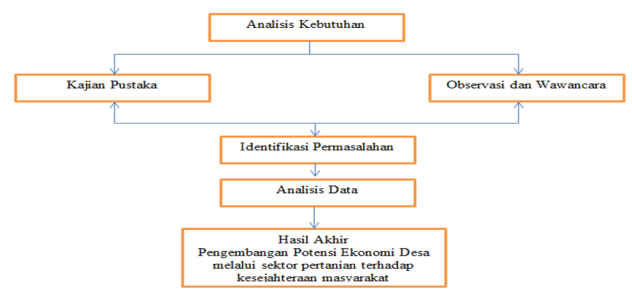 Analisis Kebutuhan
Kajian Pustaka
Observasi dan Wawancara
Identifikasi Permasalahan
Analisis Data
Hasil Akhir
Pengembangan Potensi Ekonomi Desa
melalui sektor pertanian terhadap
kesejahteraan masyarakat